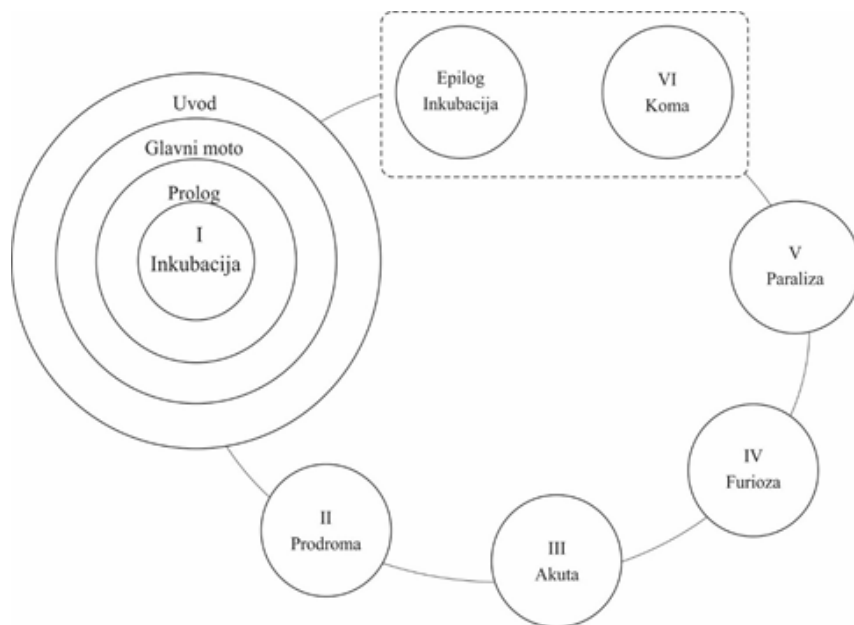 Uvod
Glavni moto
Prolog
I
Inkubacija
II
Prodroma
III
Akuta
IV
Furioza
V
Paraliza
VI
Koma
Epilog
Inkubacija